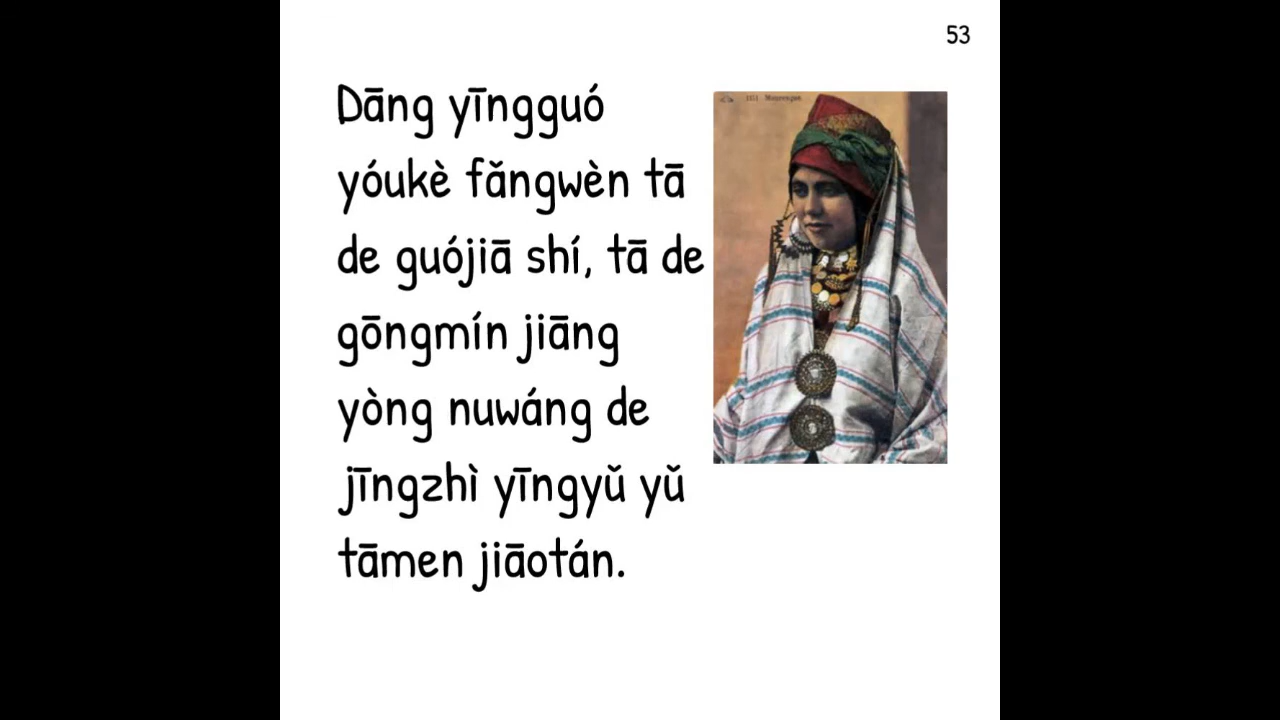 53
Dāng yīngguó
yóukè fǎngwèn tā
de guójiā shí, tā de
gōngmín jiāng
yòng nuwáng de
jīngzhì yīngyǔ yǔ
tāmen jiāotán.